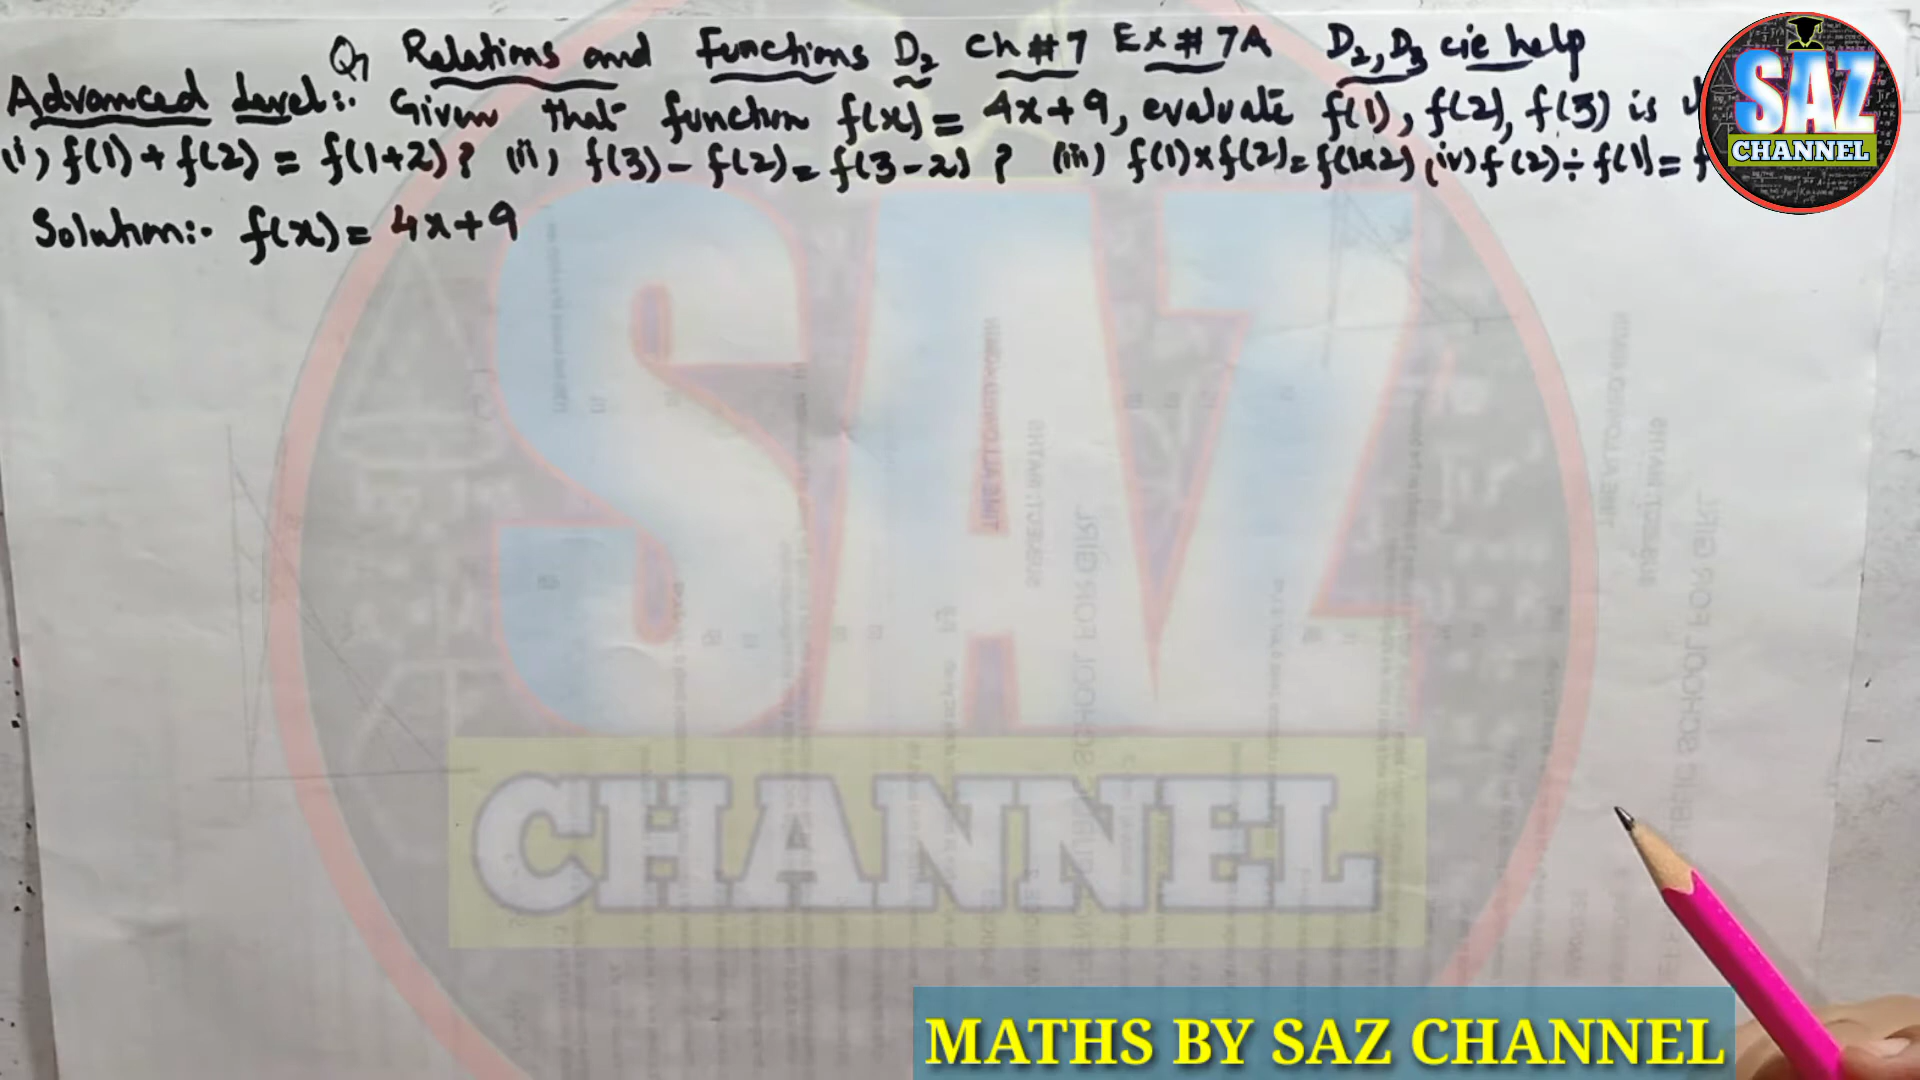 Q7 Relations and Functions D2 Ch#7 Ex#7A D2, D3 cie help
Advanced Level:- Given that function f(x) = 4x+9, evaluate f(1), f(2), f(3) is
(i) f(1) + f(2) = f(1+2)? (ii) f(3) - f(2) = f(3-2)? (iii) f(1)×f(2) = f(1×2) (iv) f(2) ÷ f(1) = f
Solution:- f(x) = 4x+9
SAZ
CHANNEL
SAZ
CHANNEL
MATHS BY SAZ CHANNEL